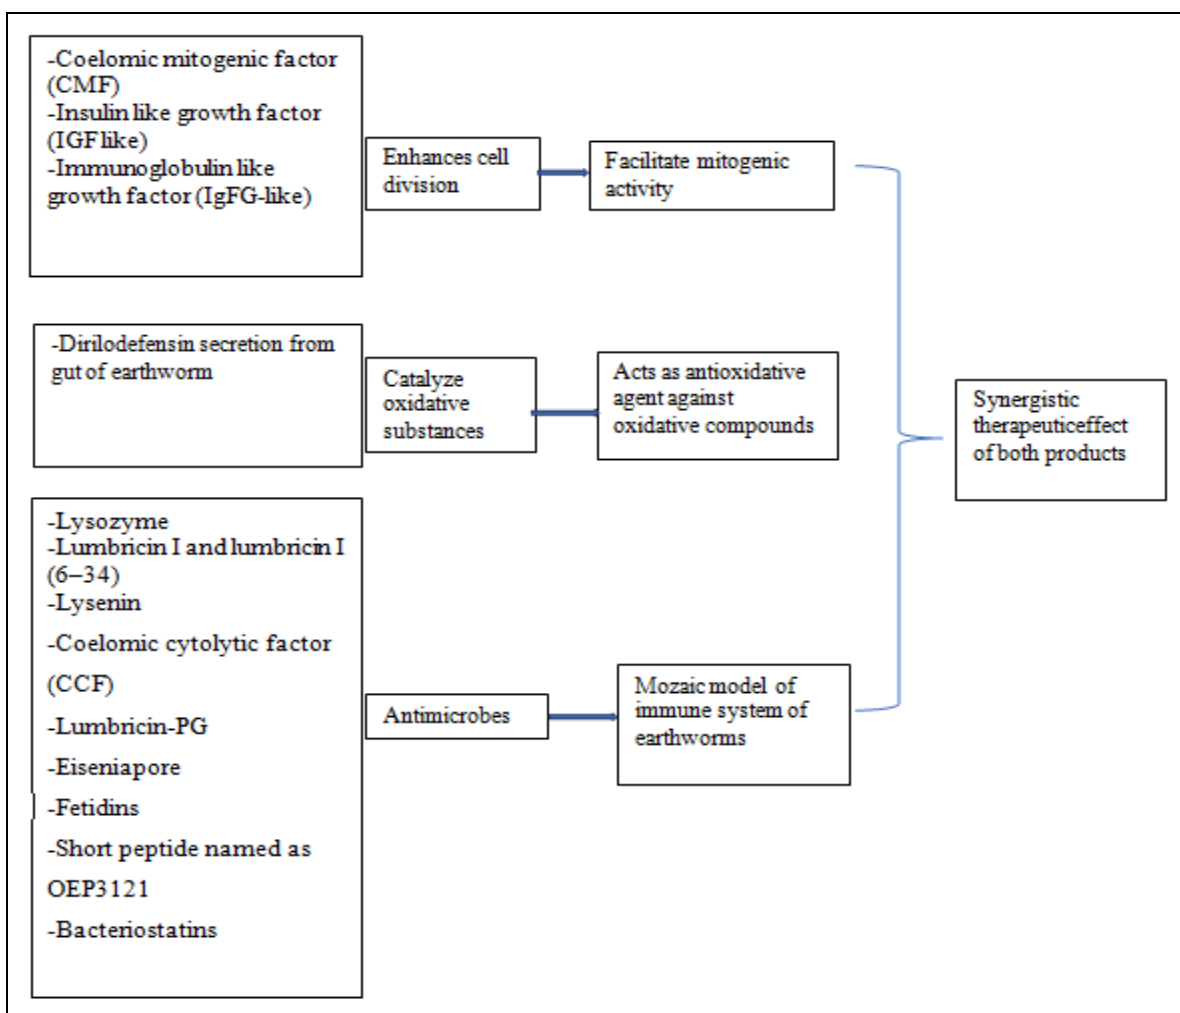 -Coelomic mitogenic factor
(CMF)
-Insulin like growth factor
(IGF like)
-Immunoglobulin like
growth factor (IgFG-like)
Enhances cell
division
Facilitate mitogenic
activity
-Dirilodefensin secretion from
gut of earthworm
Catalyze
oxidative
substances
Acts as antioxidative
agent against
oxidative compounds
Synergistic
therapeuticeffect
of both products
-Lysozyme
-Lumbricin I and lumbricin I
(6–34)
-Lysenin
-Coelomic cytolytic factor
(CCF)
-Lumbricin-PG
-Eiseniapore
-Fetidins
-Short peptide named as
OEP3121
-Bacteriostatins
Antimicrobes
Mozaic model of
immune system of
earthworms